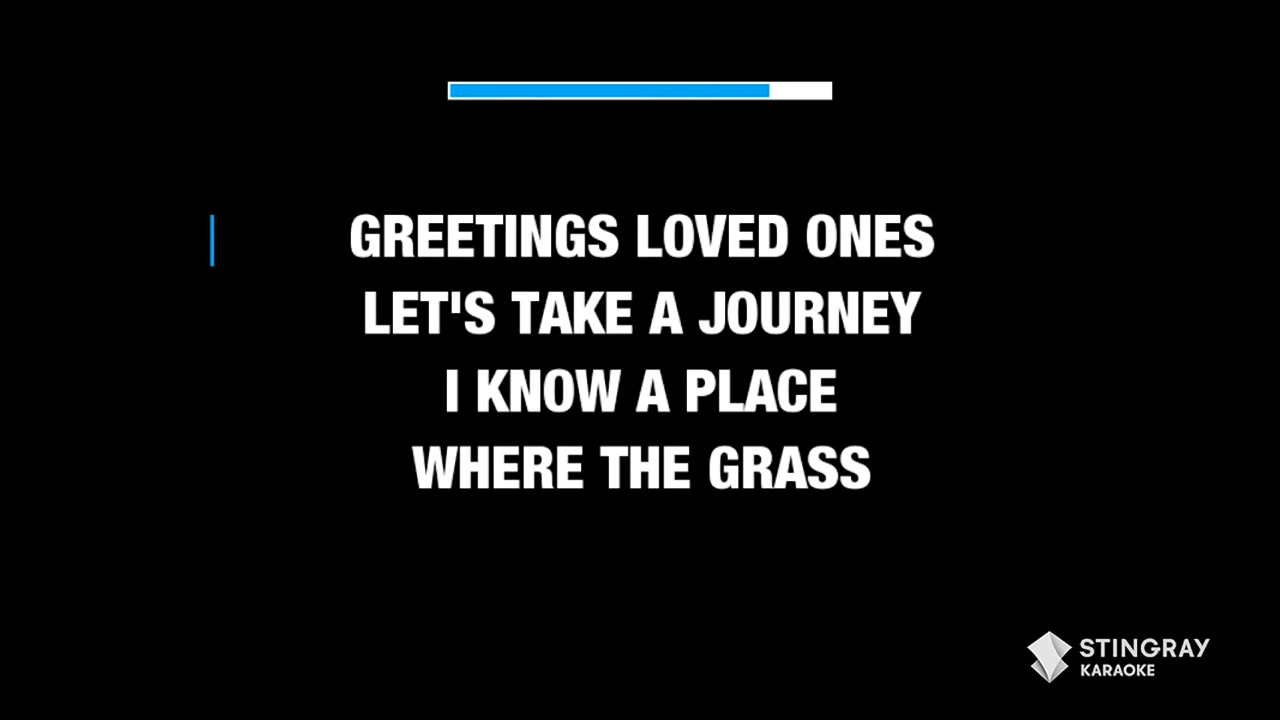 GREETINGS LOVED ONES
LET'S TAKE A JOURNEY
I KNOW A PLACE
WHERE THE GRASS
STINGRAY
KARAOKE